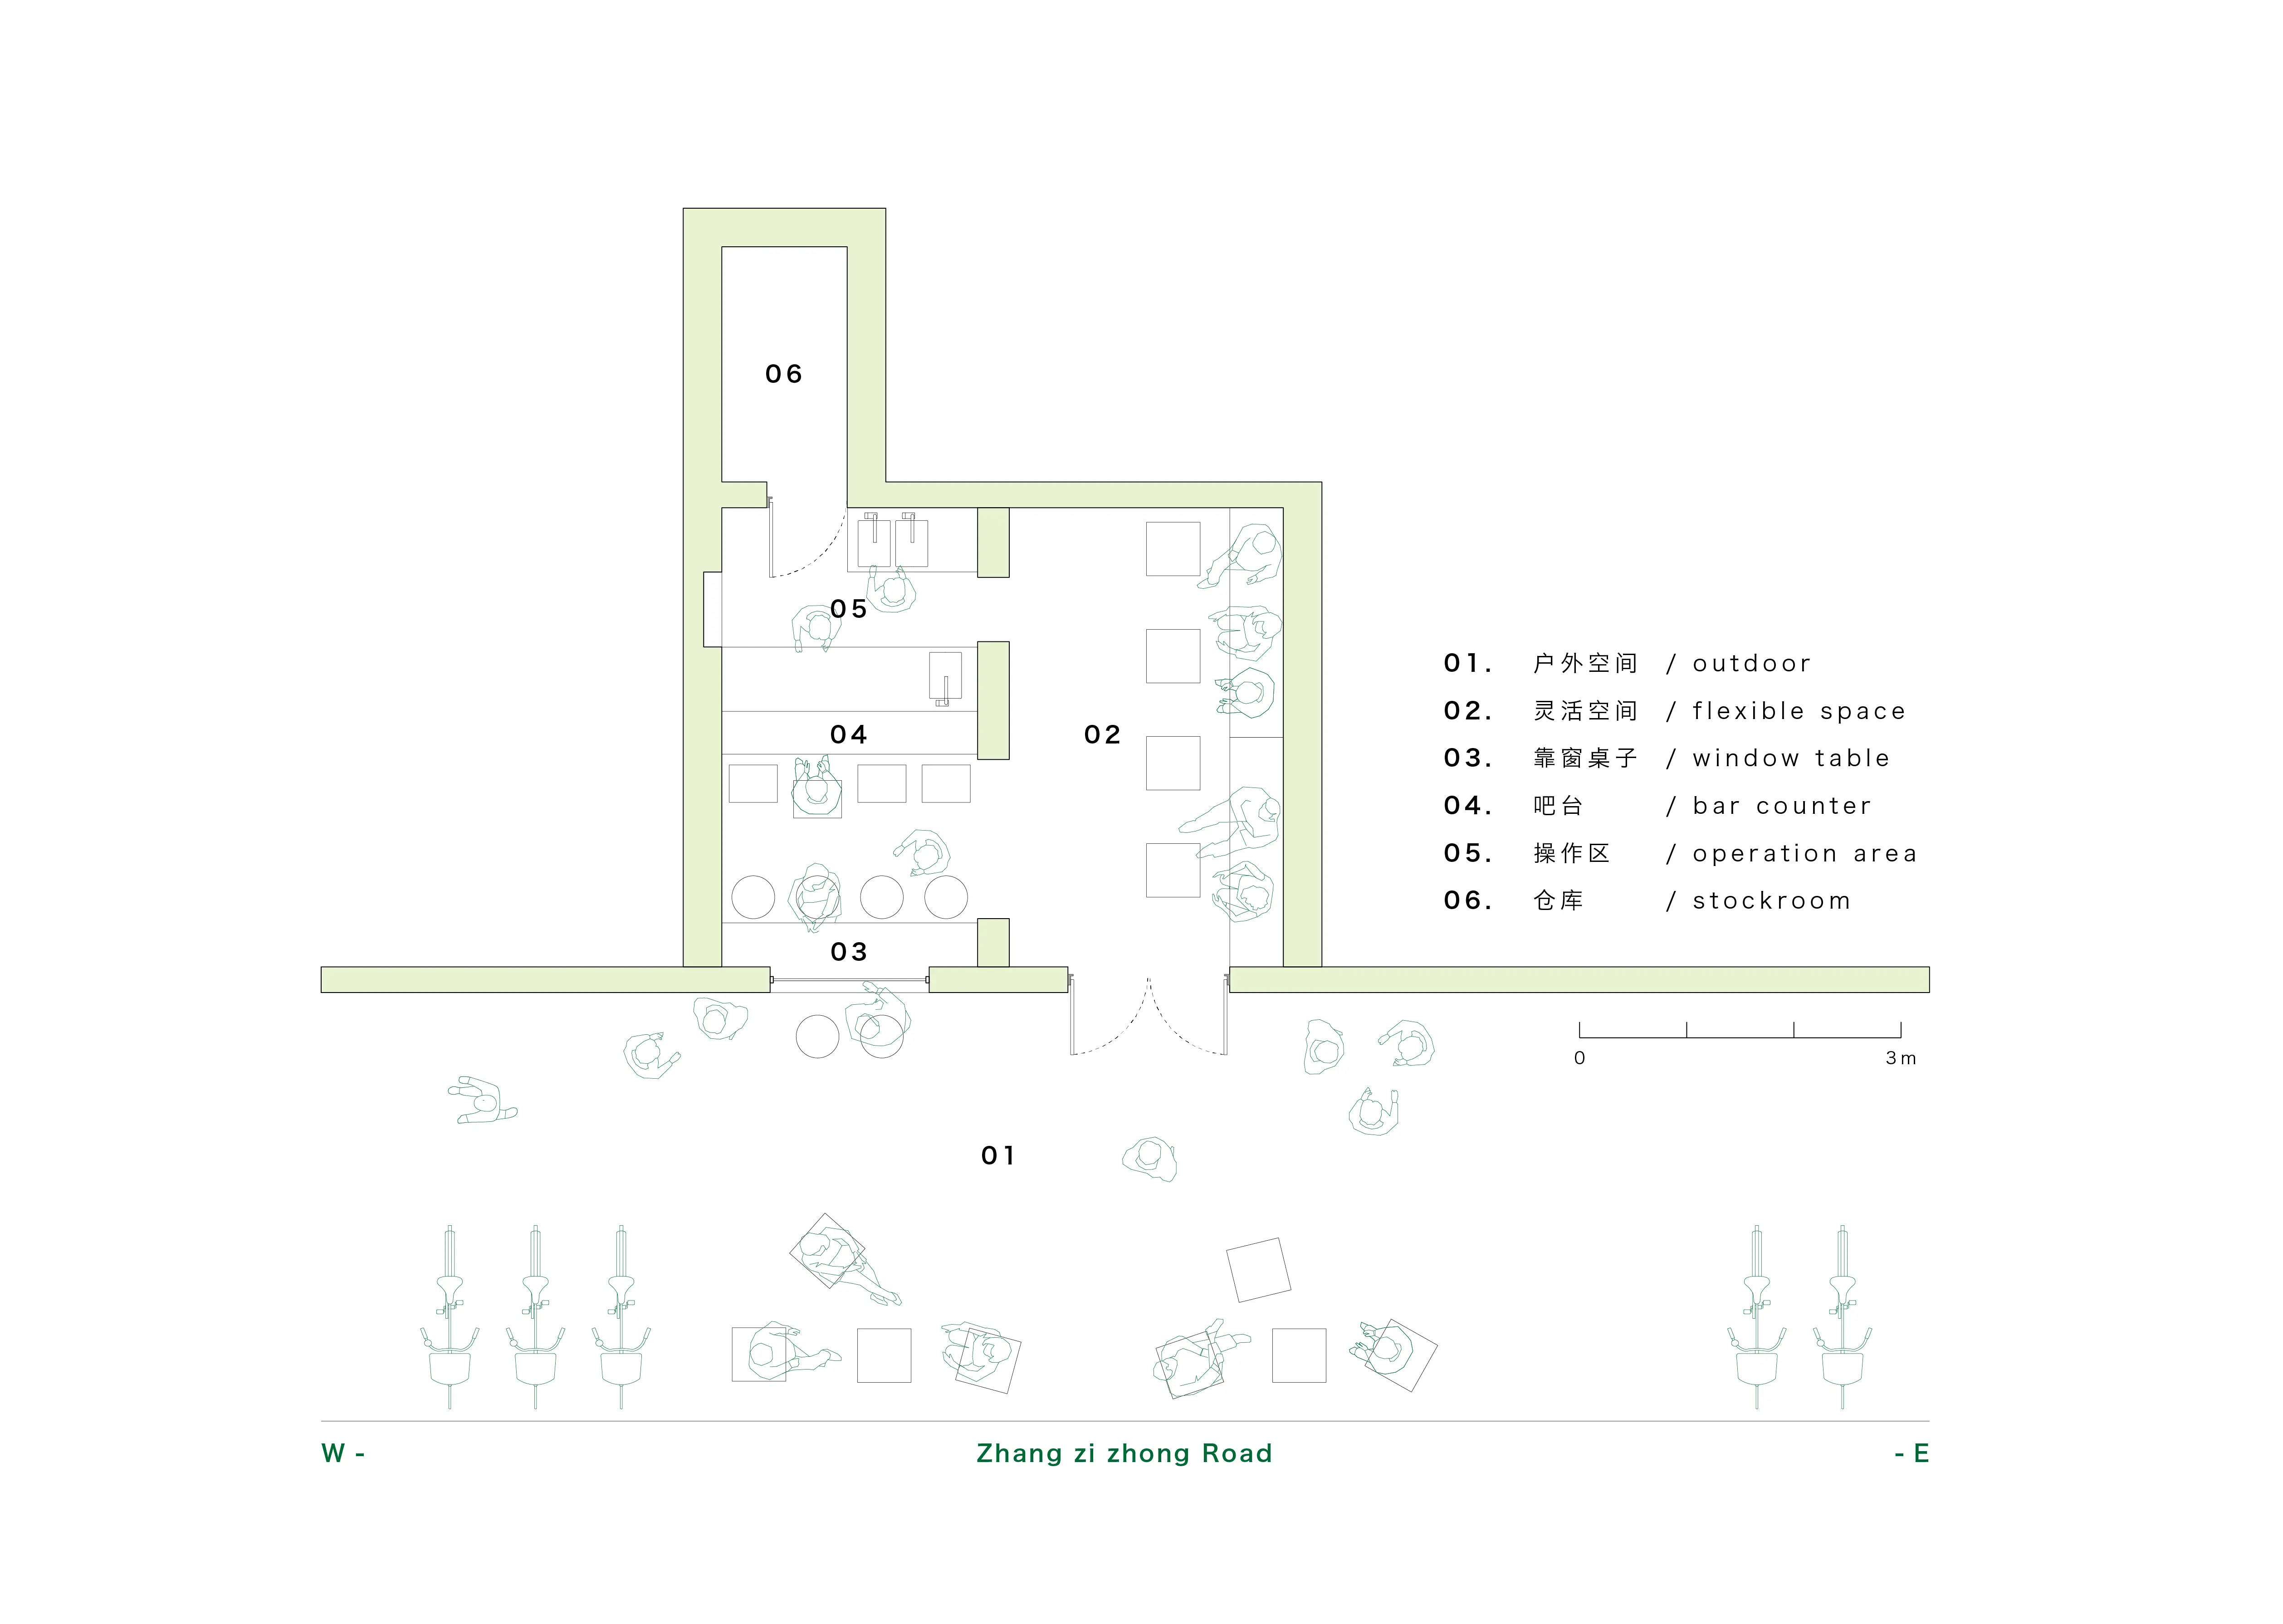 06
05
04
02
03
01. 户外空间 / outdoor
02. 灵活空间 / flexible space
03. 靠窗桌子 / window table
04. 吧台 / bar counter
05. 操作区 / operation area
06. 仓库 / stockroom
0 3m
01
W - Zhang zi zhong Road - E